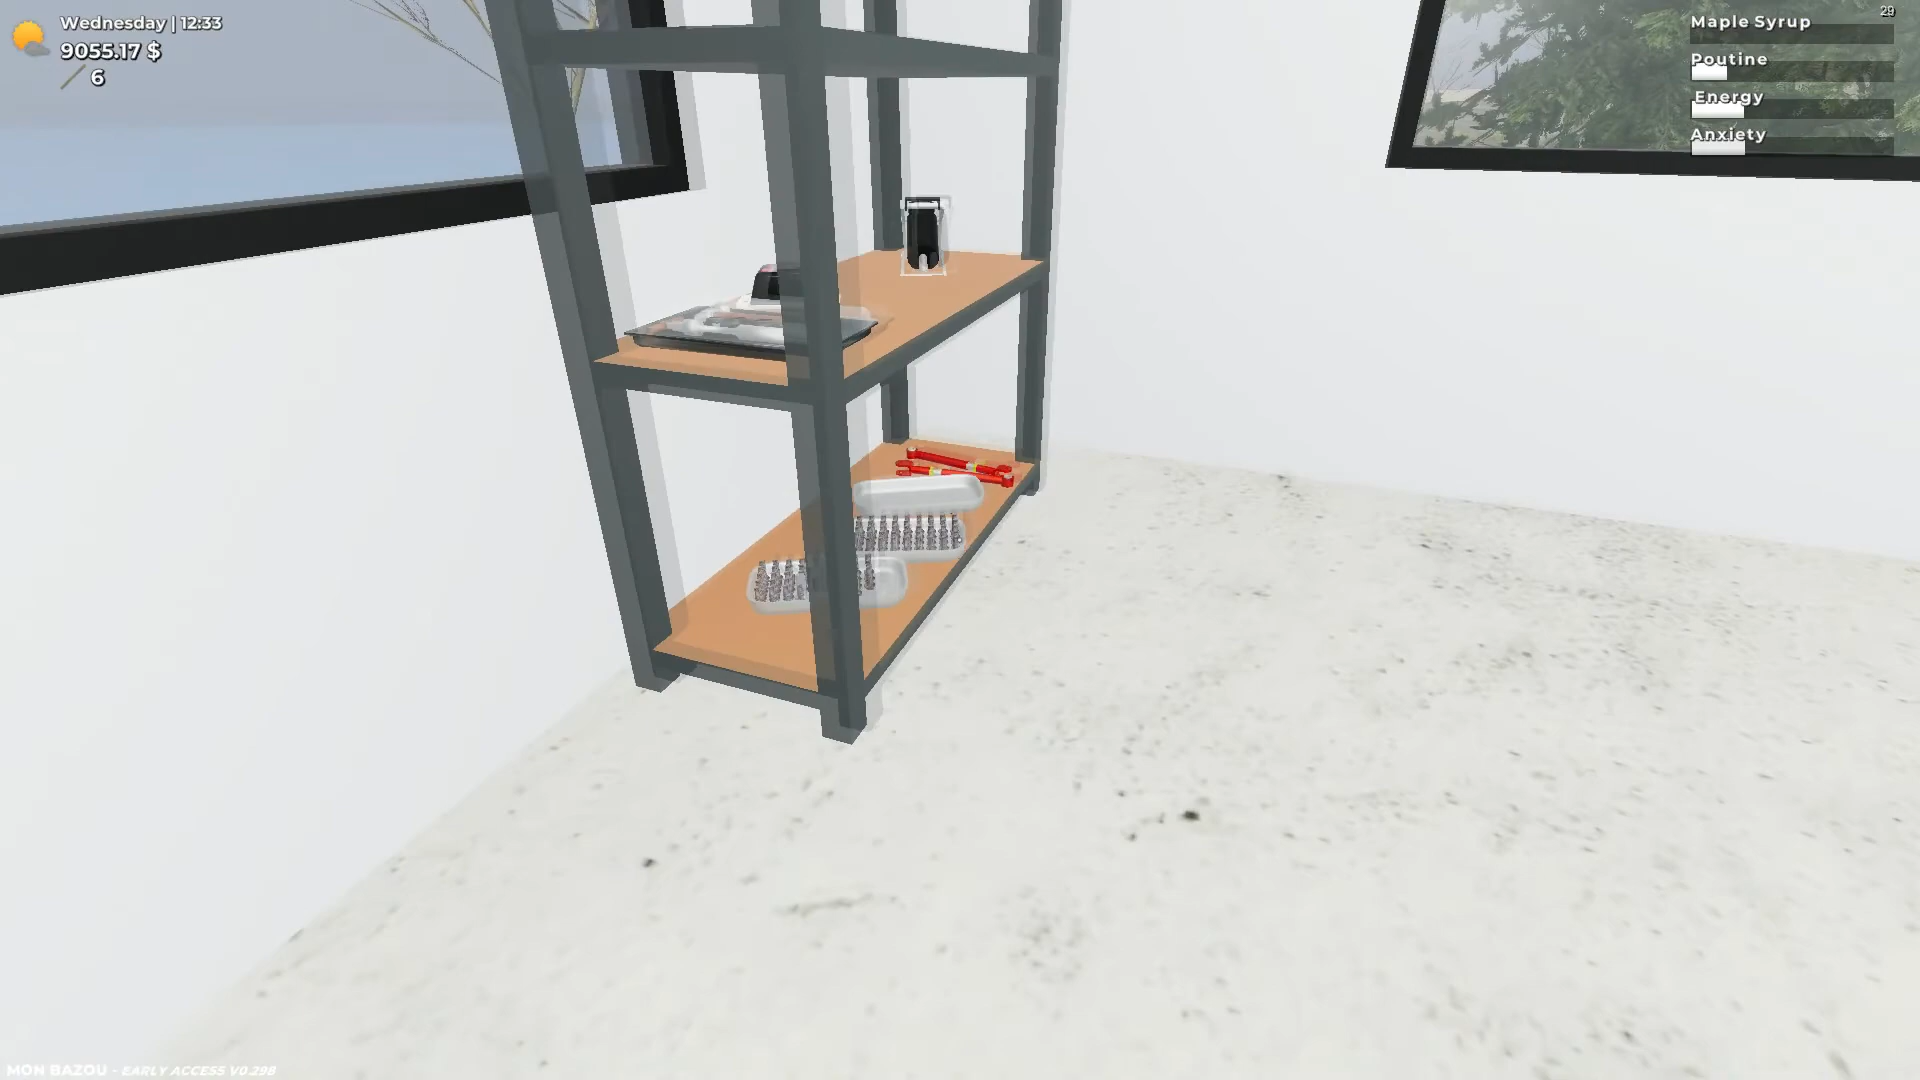 Wednesday | 12:33
9055.17 $
6
29
Maple Syrup
Poutine
Energy
Anxiety
MON BAZOU - EARLY ACCESS V0.298